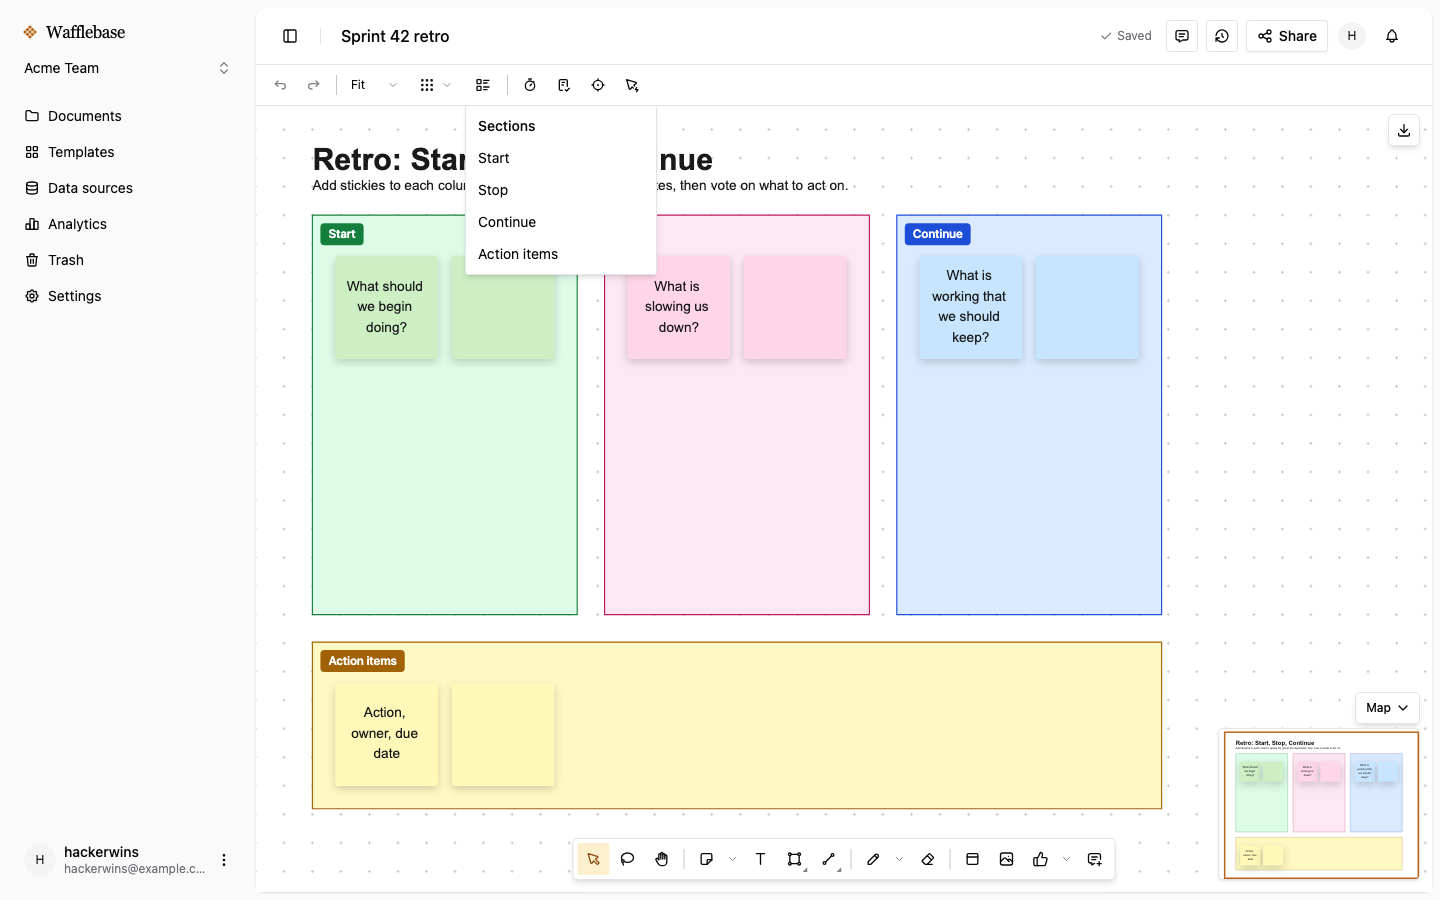 Wafflebase
Acme Team
Documents
Templates
Data sources
Analytics
Trash
Settings
H
hackerwins
hackerwins@example.c...
Sprint 42 retro
Saved
Share
H
Fit
Sections
Start
Stop
Continue
Action items
Retro: Star
nue
Add stickies to each colu
es, then vote on what to act on.
Start
What should
we begin
doing?
What is
slowing us
down?
Continue
What is
working that
we should
keep?
Action items
Action,
owner, due
date
Map
Retro: Start, Stop, Continue